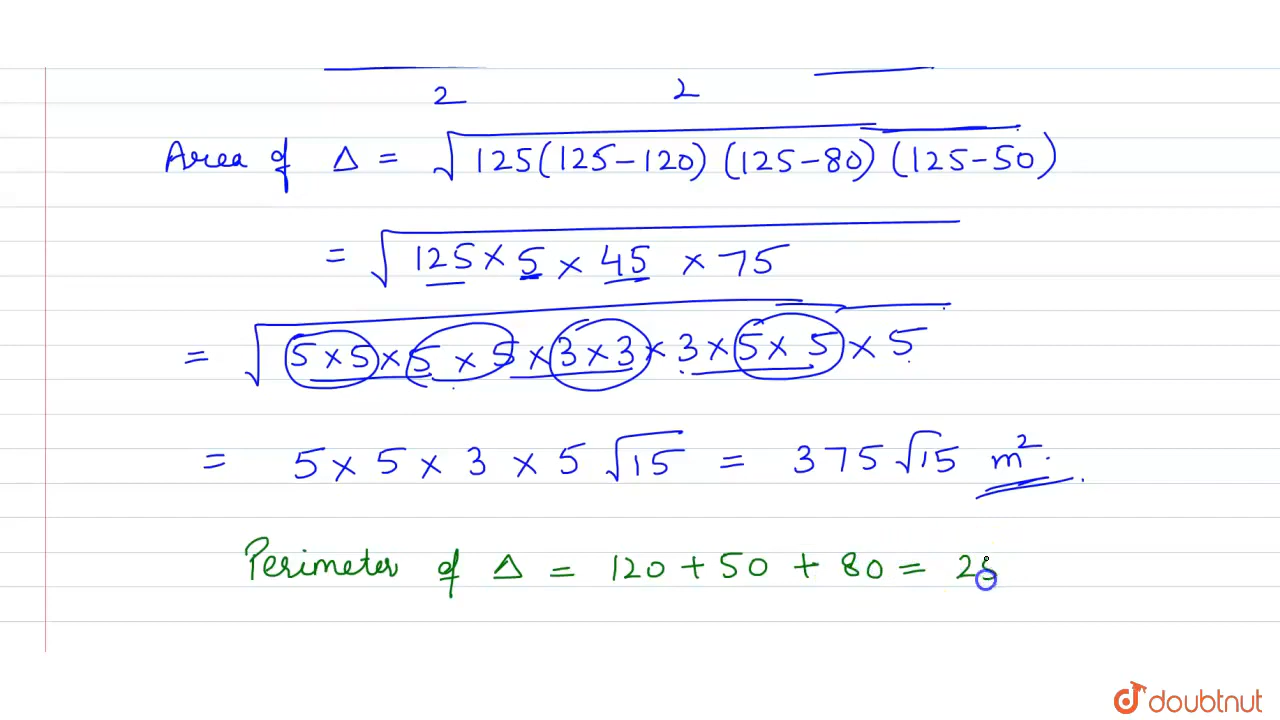 2 2
Area of Δ = √125(125-120) (125-80) (125-50)
= √125 × 5 × 45 × 75
= √5 × 5 × 5 × 5 × 3 × 3 × 3 × 5 × 5 × 5
= 5 × 5 × 3 × 5 √15 = 375 √15 m².
Perimeter of Δ = 120 + 50 + 80 = 25
doubtnut